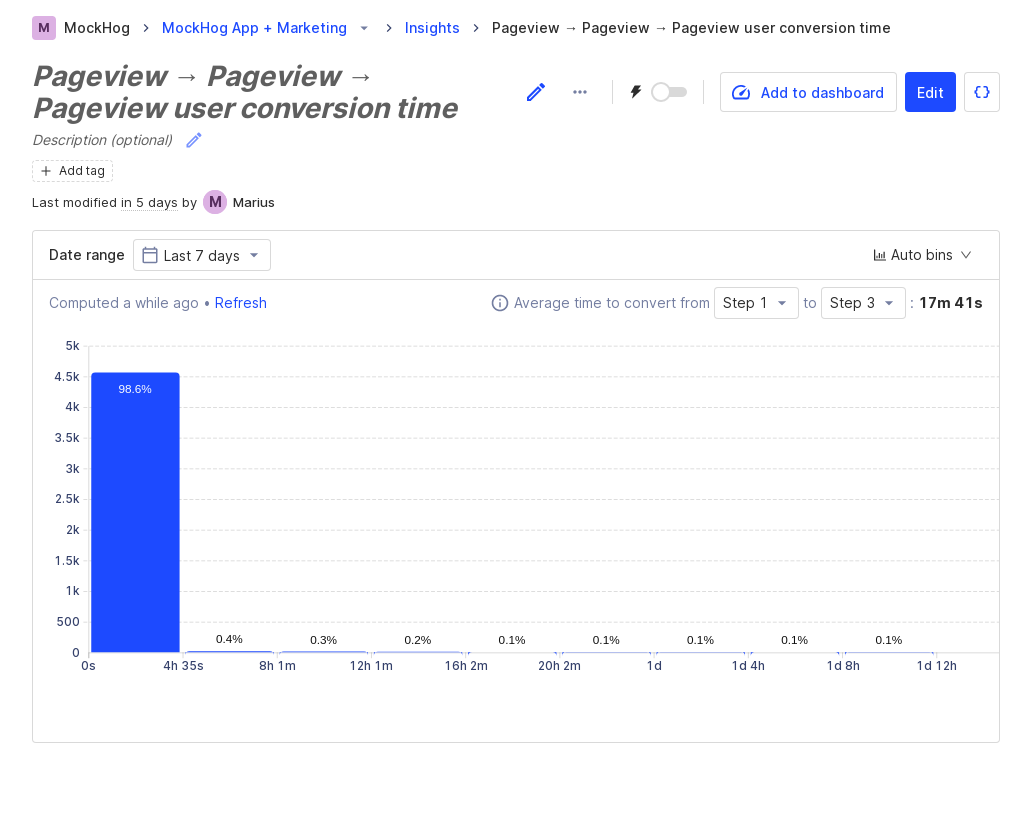 M MockHog MockHog App + Marketing Insights Pageview → Pageview → Pageview user conversion time
Pageview → Pageview →
Pageview user conversion time
Add to dashboard
Edit
Description (optional)
Add tag
Last modified in 5 days by M Marius
Date range Last 7 days Auto bins
Computed a while ago • Refresh Average time to convert from Step 1 to Step 3 : 17m 41s
5k
4.5k
98.6%
4k
3.5k
3k
2.5k
2k
1.5k
1k
500
0.4% 0.3% 0.2% 0.1% 0.1% 0.1% 0.1% 0.1%
0
0s 4h 35s 8h 1m 12h 1m 16h 2m 20h 2m 1d 1d 4h 1d 8h 1d 12h